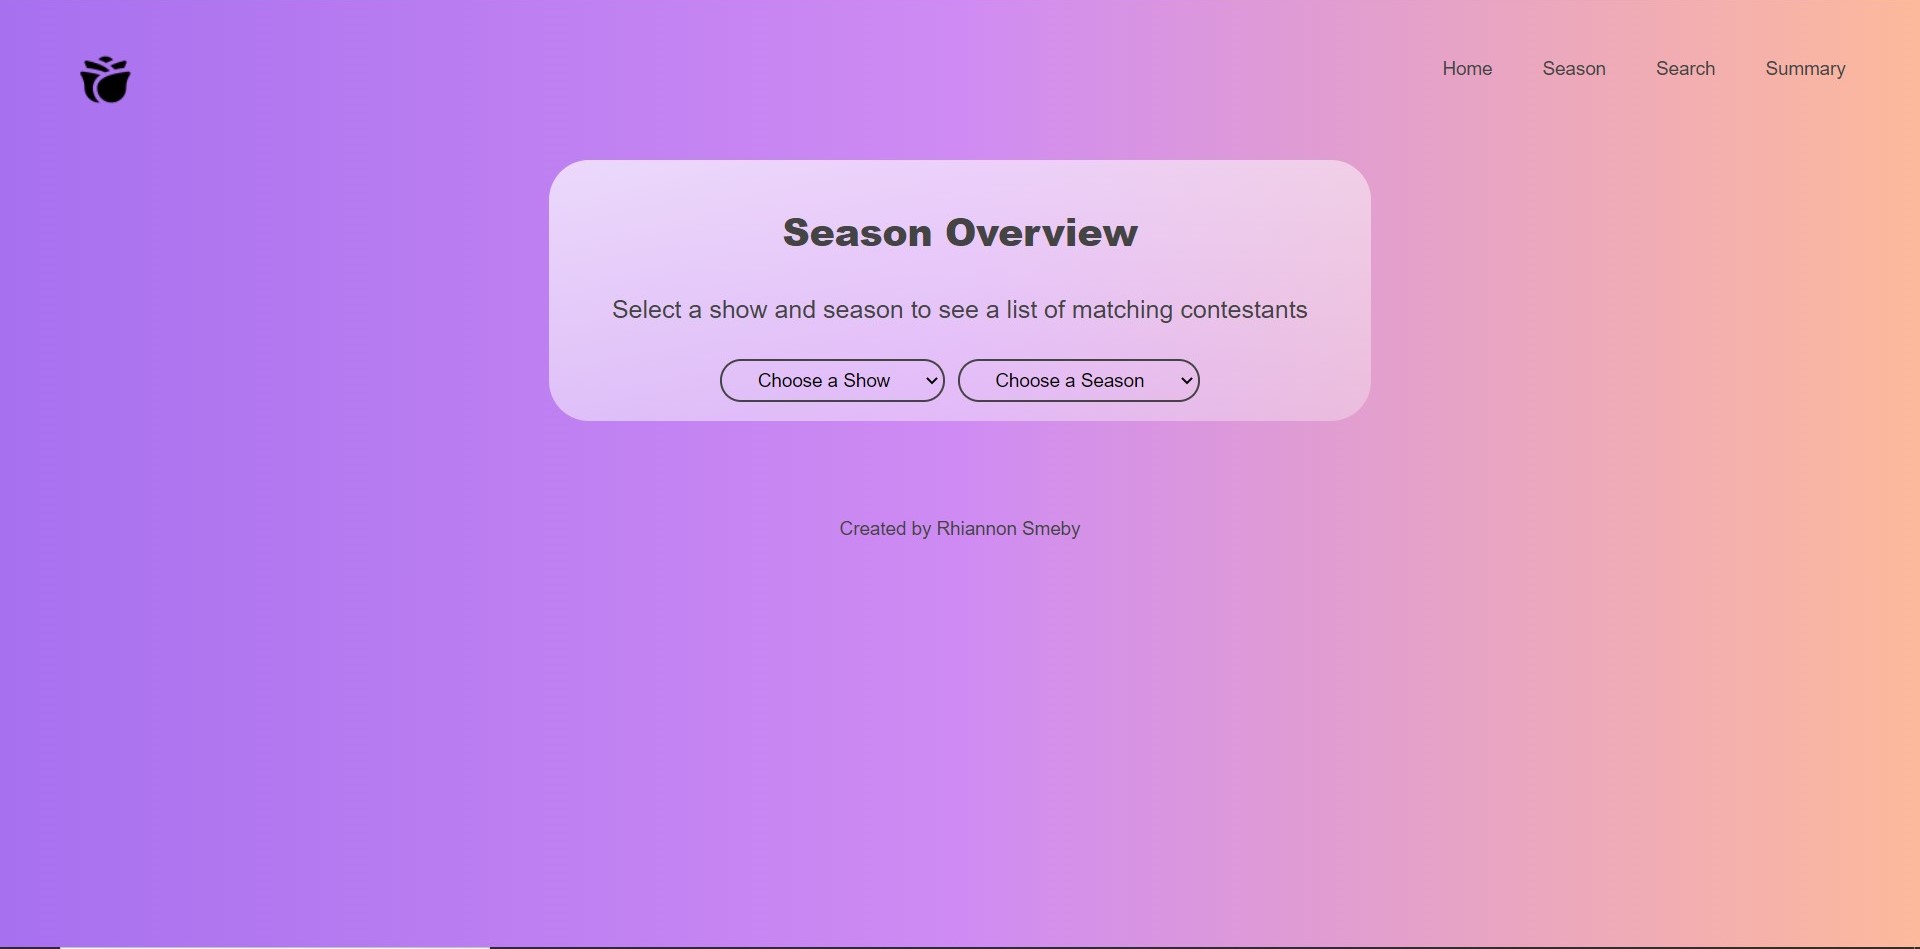 Home Season Search Summary
Season Overview
Select a show and season to see a list of matching contestants
Choose a Show Choose a Season
Created by Rhiannon Smeby